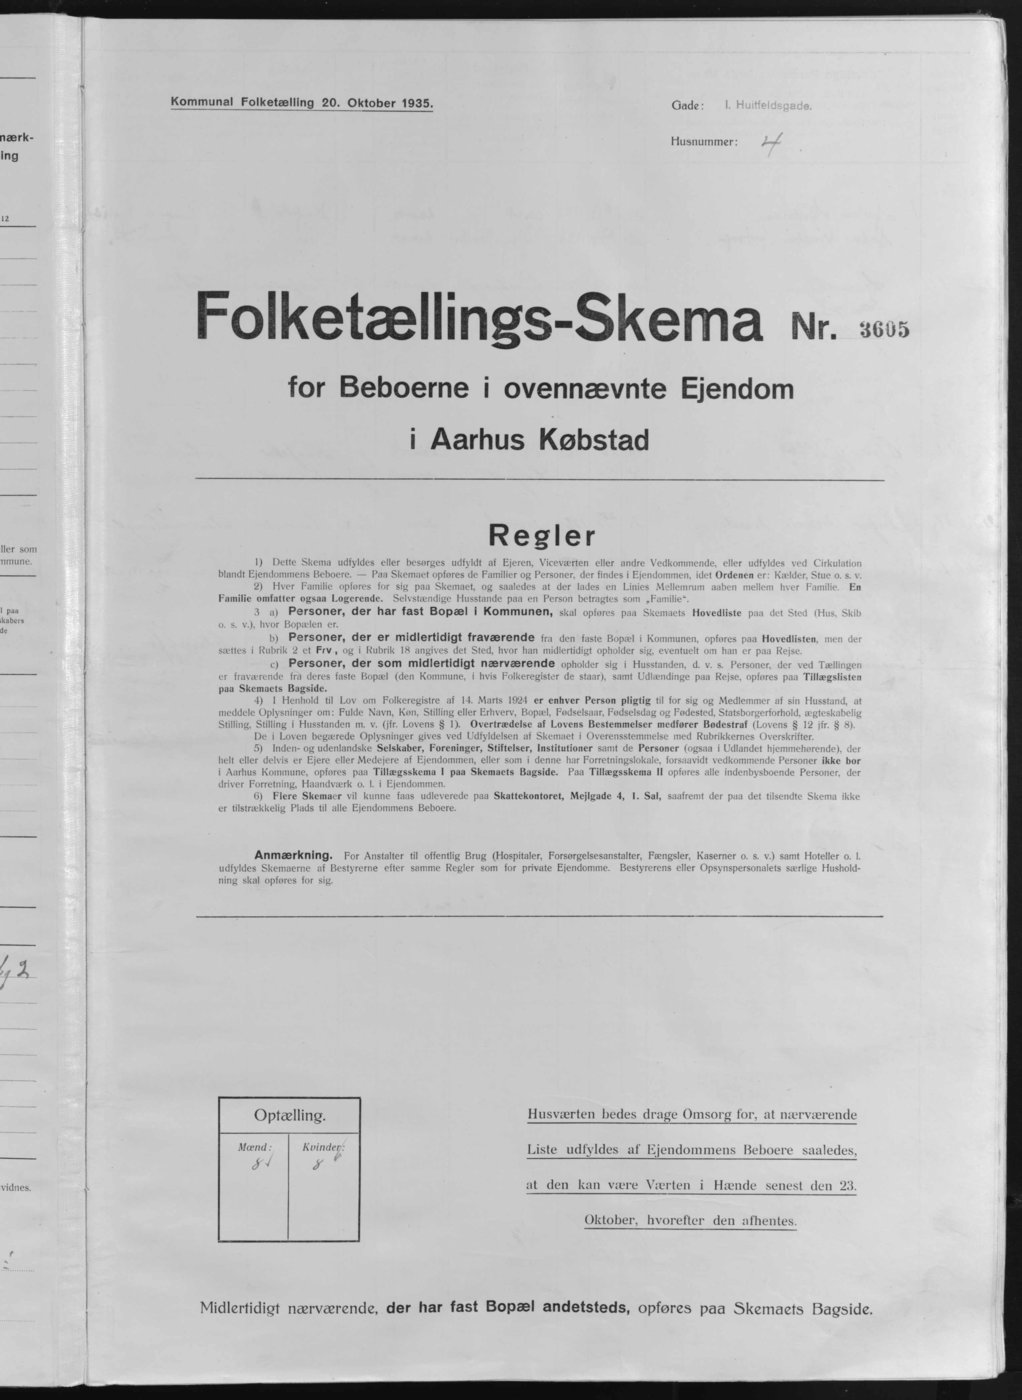 Kommunal Folketælling 20. Oktober 1935.
Gade: I. Huitfeldsgade.
Husnummer: 4
Folketællings-Skema Nr. 3605
for Beboerne i ovennævnte Ejendom
i Aarhus Købstad
Regler
1) Dette Skema udfyldes eller besørges udfyldt af Ejeren, Viceværten eller andre Vedkommende, eller udfyldes ved Cirkulation
blandt Ejendommens Beboere. — Paa Skemaet opføres de Familier og Personer, der findes i Ejendommen, idet Ordenen er: Kælder, Stue o. s. v.
2) Hver Familie opføres for sig paa Skemaet, og saaledes at der lades en Linies Mellemrum aaben mellem hver Familie. En
Familie omfatter ogsaa Logerende. Selvstændige Husstande paa en Person betragtes som „Familie“.
3 a) Personer, der har fast Bopæl i Kommunen, skal opføres paa Skemaets Hovedliste paa det Sted (Hus, Skib
o. s. v.), hvor Bopælen er.
b) Personer, der er midlertidigt fraværende fra den faste Bopæl i Kommunen, opføres paa Hovedlisten, men der
sættes i Rubrik 2 et Frv., og i Rubrik 18 angives det Sted, hvor han midlertidigt opholder sig, eventuelt om han er paa Rejse.
c) Personer, der som midlertidigt nærværende opholder sig i Husstanden, d. v. s. Personer, der ved Tællingen
er fraværende fra deres faste Bopæl (den Kommune, i hvis Folkeregister de staar), samt Udlændinge paa Rejse, opføres paa Tillægslisten
paa Skemaets Bagside.
4) I Henhold til Lov om Folkeregistre af 14. Marts 1924 er enhver Person pligtig til for sig og Medlemmer af sin Husstand, at
meddele Oplysninger om: Fulde Navn, Køn, Stilling eller Erhverv, Bopæl, Fødselsaar, Fødselsdag og Fødested, Statsborgerforhold, ægteskabelig
Stilling, Stilling i Husstanden m. v. (jfr. Lovens § 1). Overtrædelse af Lovens Bestemmelser medfører Bødestraf (Lovens § 12 jfr. § 8).
De i Loven begærede Oplysninger gives ved Udfyldelsen af Skemaet i Overensstemmelse med Rubrikkernes Overskrifter.
5) Inden- og udenlandske Selskaber, Foreninger, Stiftelser, Institutioner samt de Personer (ogsaa i Udlandet hjemmehørende), der
helt eller delvis er Ejere eller Medejere af Ejendommen, eller som i denne har Forretningslokale, forsaavidt vedkommende Personer ikke bor
i Aarhus Kommune, opføres paa Tillægsskema I paa Skemaets Bagside. Paa Tillægsskema II opføres alle indenbysboende Personer, der
driver Forretning, Haandværk o. l. i Ejendommen.
6) Flere Skemaer vil kunne faas udleverede paa Skattekontoret, Mejlgade 4, 1. Sal, saafremt der paa det tilsendte Skema ikke
er tilstrækkelig Plads til alle Ejendommens Beboere.
Anmærkning. For Anstalter til offentlig Brug (Hospitaler, Forsørgelsesanstalter, Fængsler, Kaserner o. s. v.) samt Hoteller o. l.
udfyldes Skemaerne af Bestyrerne efter samme Regler som for private Ejendomme. Bestyrerens eller Opsynspersonalets særlige Hushold-
ning skal opføres for sig.
Optælling.
Mænd: Kvinder:
8 8
Husværten bedes drage Omsorg for, at nærværende
Liste udfyldes af Ejendommens Beboere saaledes,
at den kan være Værten i Hænde senest den 23.
Oktober, hvorefter den afhentes.
Midlertidigt nærværende, der har fast Bopæl andetsteds, opføres paa Skemaets Bagside.